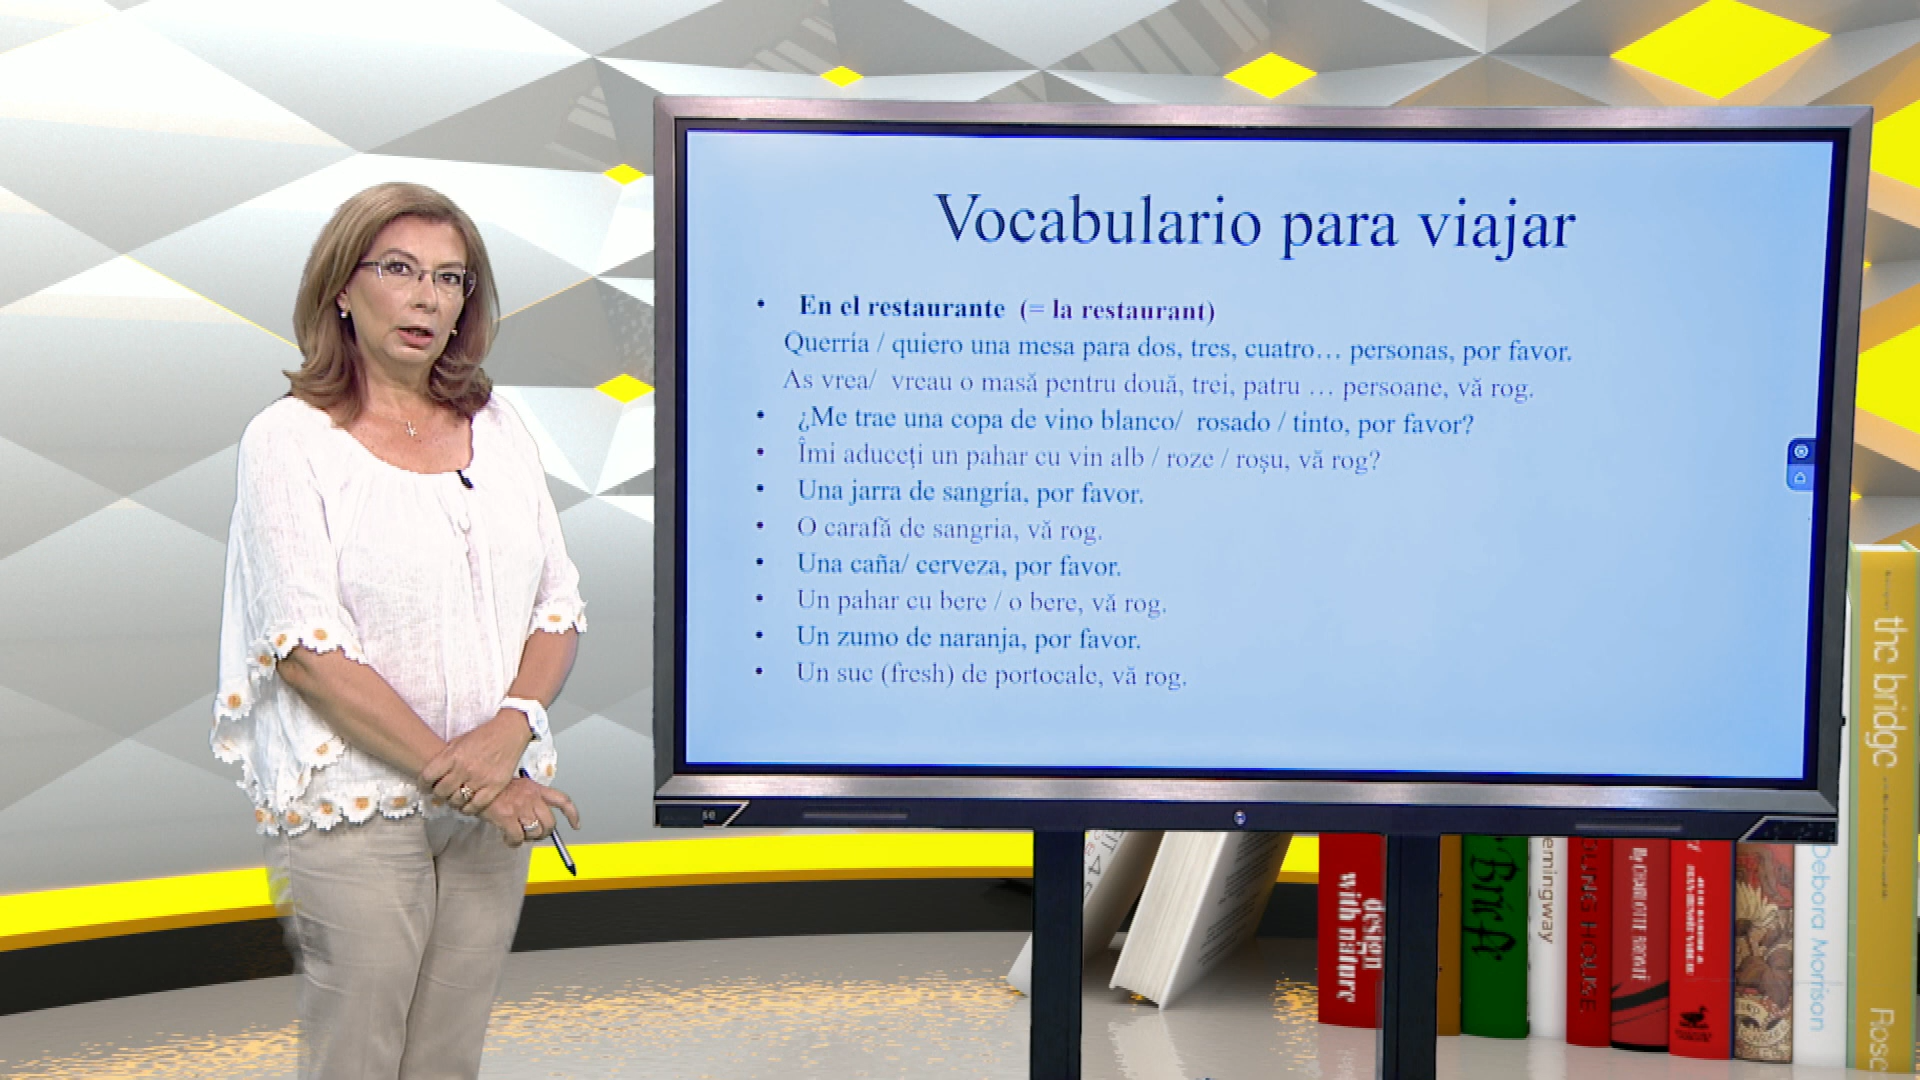 Vocabulario para viajar
• En el restaurante (= la restaurant)
Querría / quiero una mesa para dos, tres, cuatro… personas, por favor.
As vrea/ vreau o masă pentru două, trei, patru … persoane, vă rog.
• ¿Me trae una copa de vino blanco/ rosado / tinto, por favor?
• Îmi aduceți un pahar cu vin alb / roze / roșu, vă rog?
• Una jarra de sangría, por favor.
• O carafă de sangria, vă rog.
• Una caña/ cerveza, por favor.
• Un pahar cu bere / o bere, vă rog.
• Un zumo de naranja, por favor.
• Un suc (fresh) de portocale, vă rog.
the bridge
design
with nature
Brief
Debora Morrison